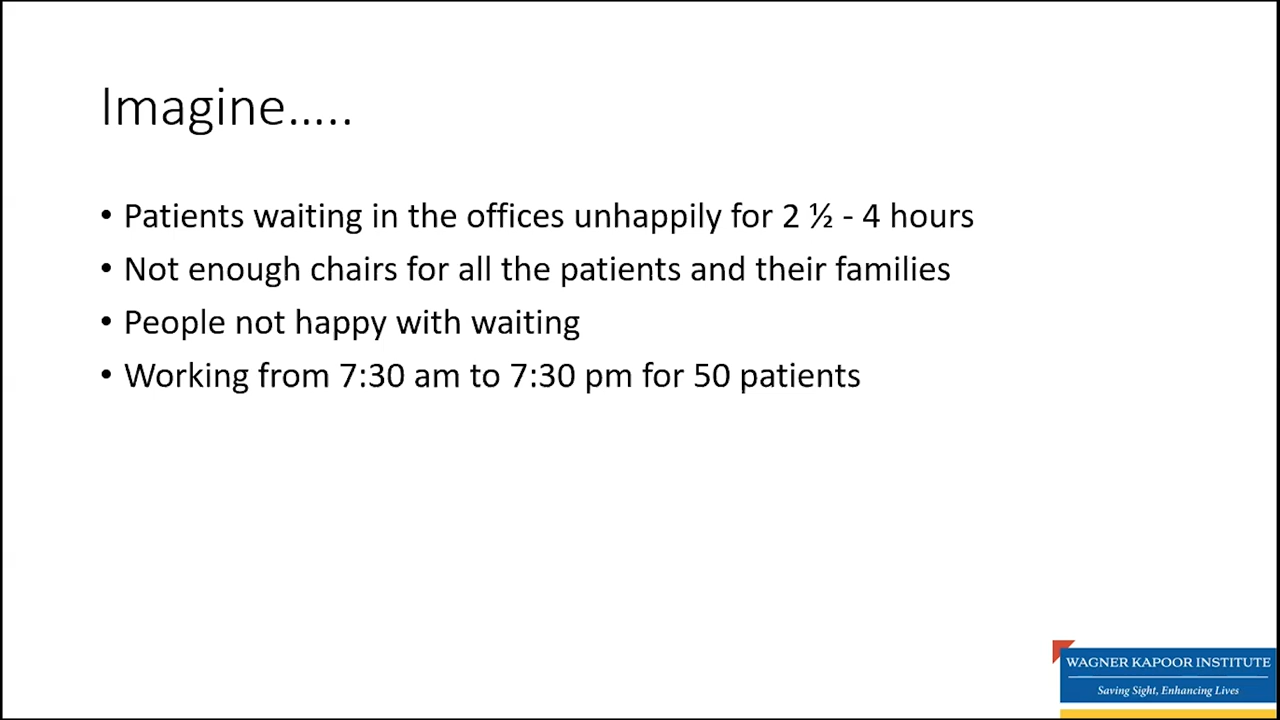 Imagine.....
• Patients waiting in the offices unhappily for 2 ½ - 4 hours
• Not enough chairs for all the patients and their families
• People not happy with waiting
• Working from 7:30 am to 7:30 pm for 50 patients
WAGNER KAPOOR INSTITUTE
Saving Sight, Enhancing Lives